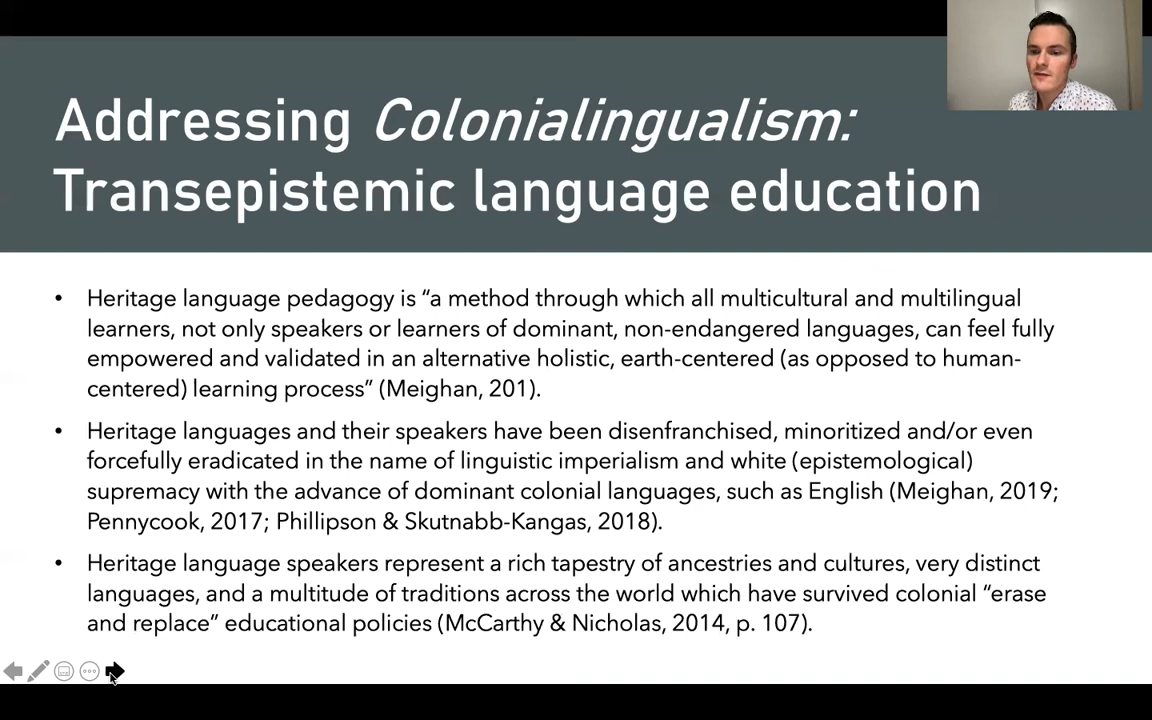 Addressing Colonialingualism:
Transepistemic language education
• Heritage language pedagogy is “a method through which all multicultural and multilingual
learners, not only speakers or learners of dominant, non-endangered languages, can feel fully
empowered and validated in an alternative holistic, earth-centered (as opposed to human-
centered) learning process” (Meighan, 201).
• Heritage languages and their speakers have been disenfranchised, minoritized and/or even
forcefully eradicated in the name of linguistic imperialism and white (epistemological)
supremacy with the advance of dominant colonial languages, such as English (Meighan, 2019;
Pennycook, 2017; Phillipson & Skutnabb-Kangas, 2018).
• Heritage language speakers represent a rich tapestry of ancestries and cultures, very distinct
languages, and a multitude of traditions across the world which have survived colonial “erase
and replace” educational policies (McCarthy & Nicholas, 2014, p. 107).